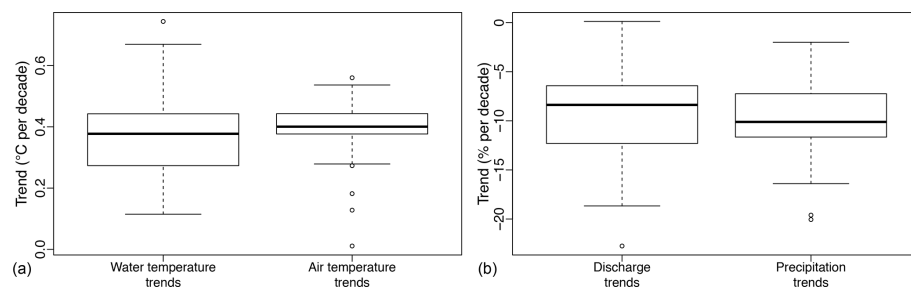 Trend (°C per decade)
0.0
0.2
0.4
0.6
Water temperature
trends
Air temperature
trends
(a)
Trend (% per decade)
0
−5
−10
−15
−20
Discharge
trends
Precipitation
trends
(b)